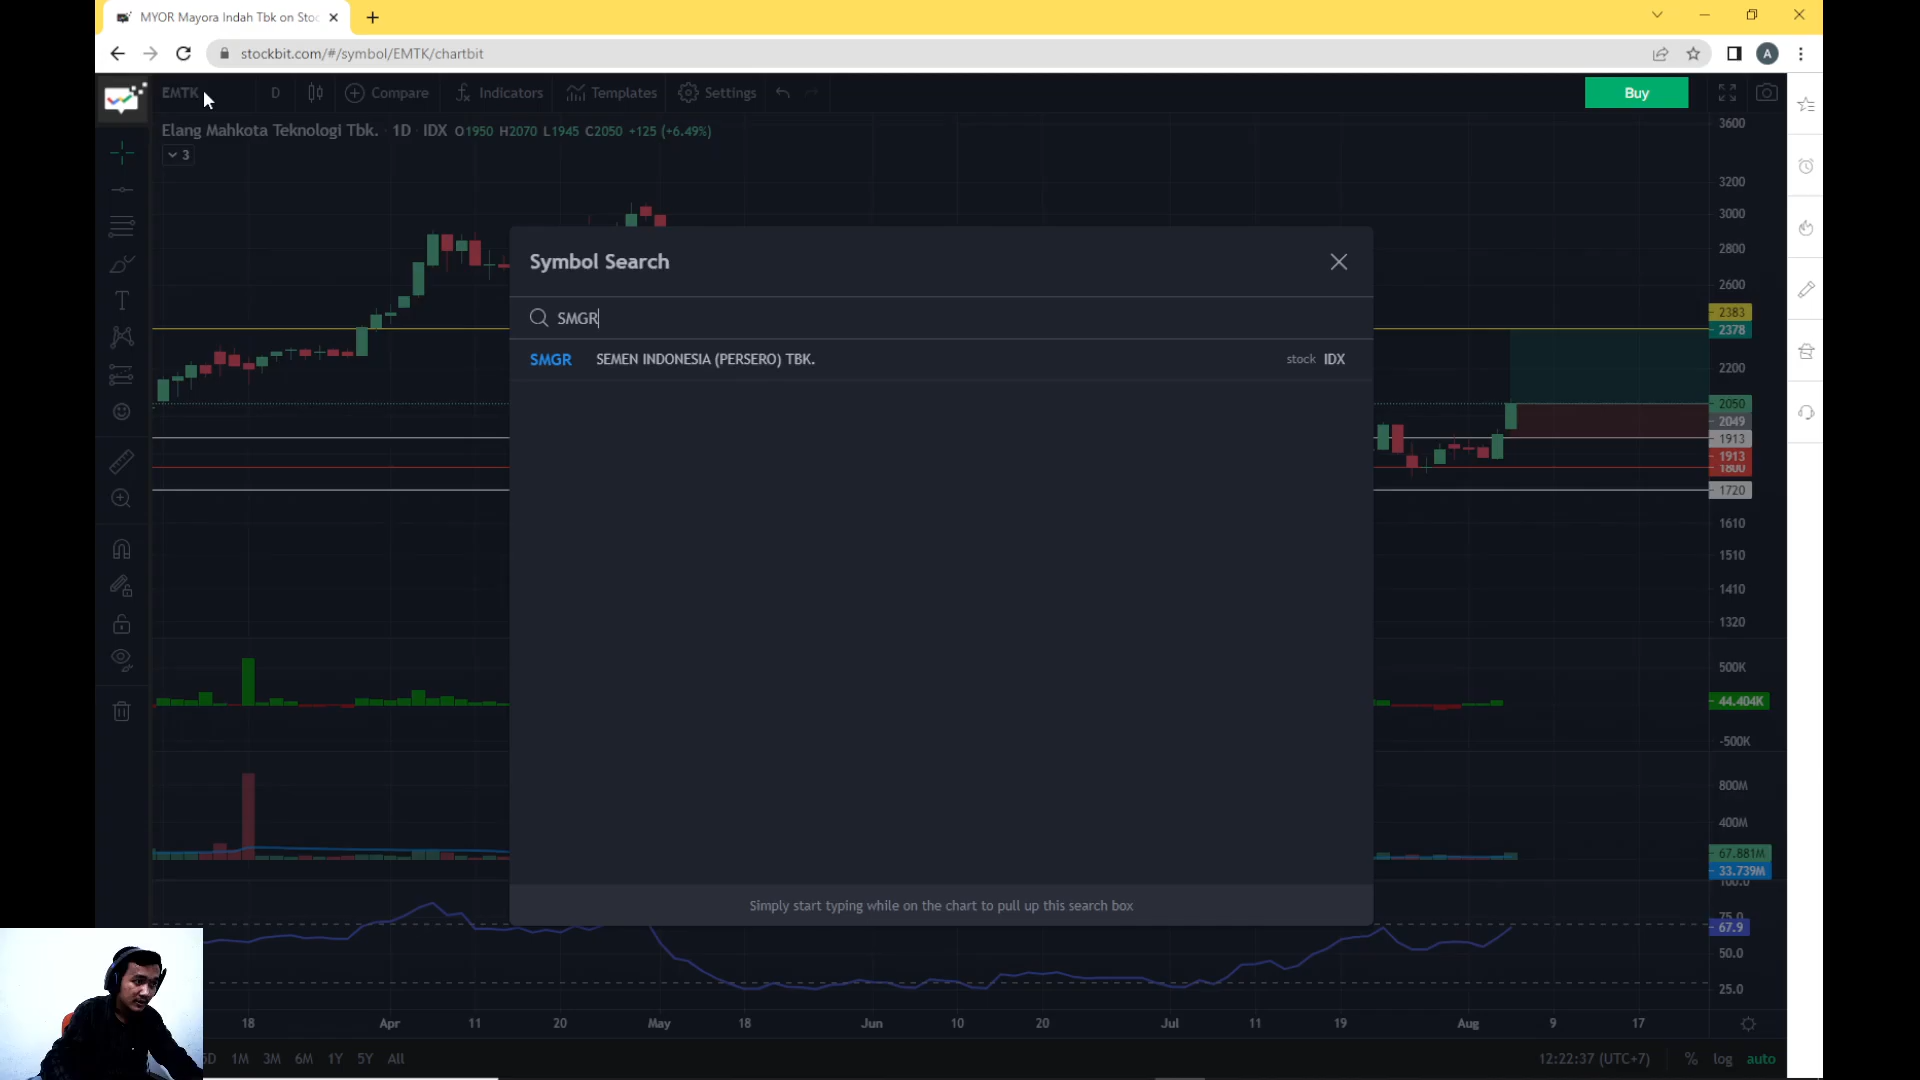 MYOR Mayora Indah Tbk on Stoc
stockbit.com/#/symbol/EMTK/chartbit
A
EMTK
D
Compare
Indicators
Templates
Settings
Buy
Elang Mahkota Teknologi Tbk. · 1D · IDX O1950 H2070 L1945 C2050 +125 (+6.49%)
3
3600
3200
3000
2800
2600
2383
2378
2200
2050
2049
1913
1913
1800
1720
1610
1510
1410
1320
500K
44.404K
-500K
800M
400M
67.881M
33.739M
100.0
75.0
67.9
50.0
25.0
Symbol Search
SMGR
SMGR SEMEN INDONESIA (PERSERO) TBK. stock IDX
Simply start typing while on the chart to pull up this search box
18 Apr 11 20 May 18 Jun 10 20 Jul 11 19 Aug 9 17
5D 1M 3M 6M 1Y 5Y All
12:22:37 (UTC+7) % log auto